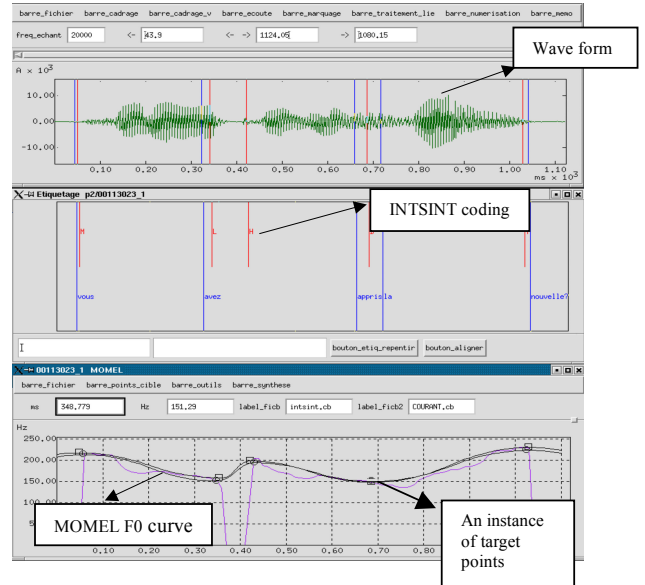 barre_fichier barre_cadrage barre_cadrage_v barre_ecoute barre_marquage barre_traitement_lie barre_numerisation barre_memo
freq_echant 20000 <- 43.9 <- -> 1124.05 -> 1080.15
Wave form
A × 10³
10.00
0.00
-10.00
0.10 0.20 0.30 0.40 0.50 0.60 0.70 0.80 0.90 1.00 1.10
ms × 10³
Etiquetage p2/00113023_1
INTSINT coding
M L H
vous avez appris la nouvelle?
bouton_etiq_repentir bouton_aligner
00113023_1 MOMEL
barre_fichier barre_points_cible barre_outils barre_synthese
ms 348.779 Hz 151.29 label_ficb intsint.cb label_ficb2 COURANT.cb
Hz
250.00
200.00
150.00
MOMEL F0 curve
An instance
of target
points
0.10 0.20 0.30 0.40 0.50 0.60 0.70 0.80